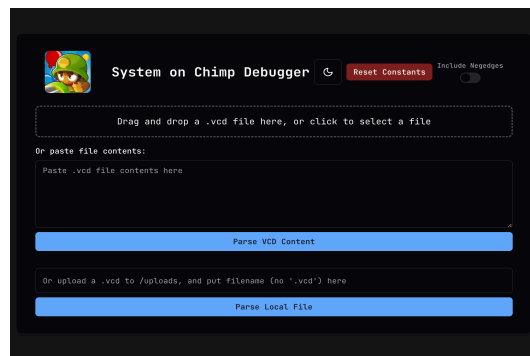 System on Chimp Debugger
Reset Constants
Include Negedges
Drag and drop a .vcd file here, or click to select a file
Or paste file contents:
Paste .vcd file contents here
Parse VCD Content
Or upload a .vcd to /uploads, and put filename (no '.vcd') here
Parse Local File